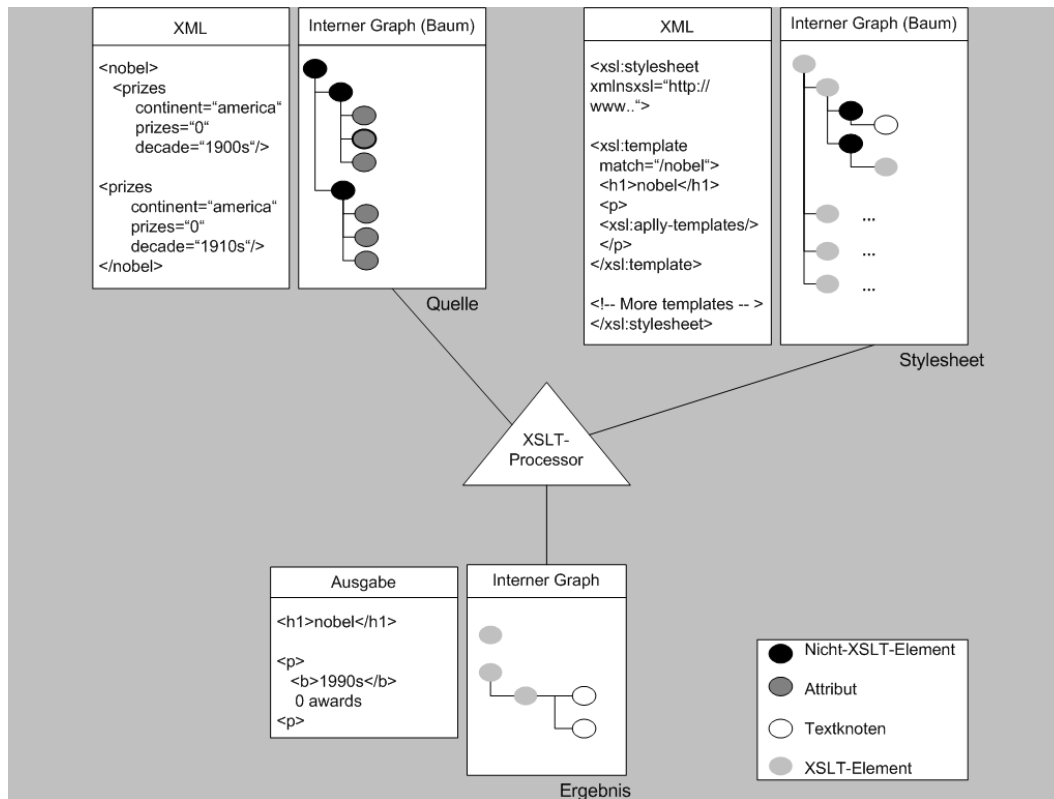 XML
<nobel>
<prizes
continent=“america“
prizes=“0“
decade=“1900s“/>
<prizes
continent=“america“
prizes=“0“
decade=“1910s“/>
</nobel>
Interner Graph (Baum)
Quelle
XML
<xsl:stylesheet
xmlnsxsl=“http://
www..“>
<xsl:template
match=“/nobel“>
<h1>nobel</h1>
<p>
<xsl:aplly-templates/>
</p>
</xsl:template>
<!-- More templates -- >
</xsl:stylesheet>
Interner Graph (Baum)
...
...
...
Stylesheet
XSLT-
Processor
Ausgabe
<h1>nobel</h1>
<p>
<b>1990s</b>
0 awards
<p>
Interner Graph
Ergebnis
Nicht-XSLT-Element
Attribut
Textknoten
XSLT-Element